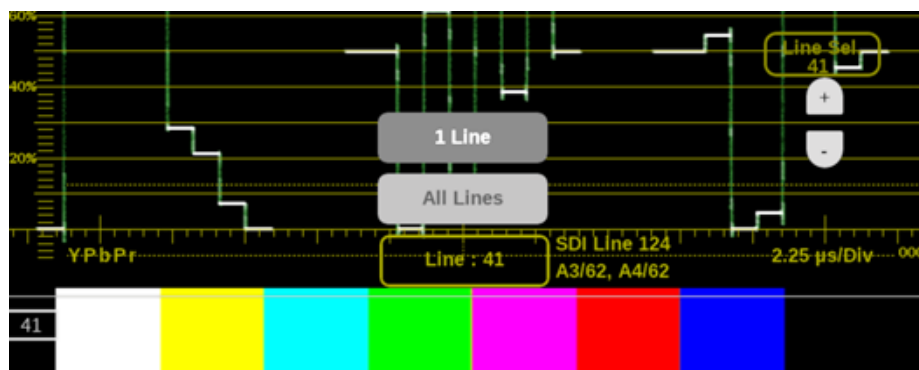 60%
Line Sel
41
40%
+
1 Line
-
20%
All Lines
YPbPr
Line : 41
SDI Line 124
A3/62, A4/62
2.25 µs/Div
000
41